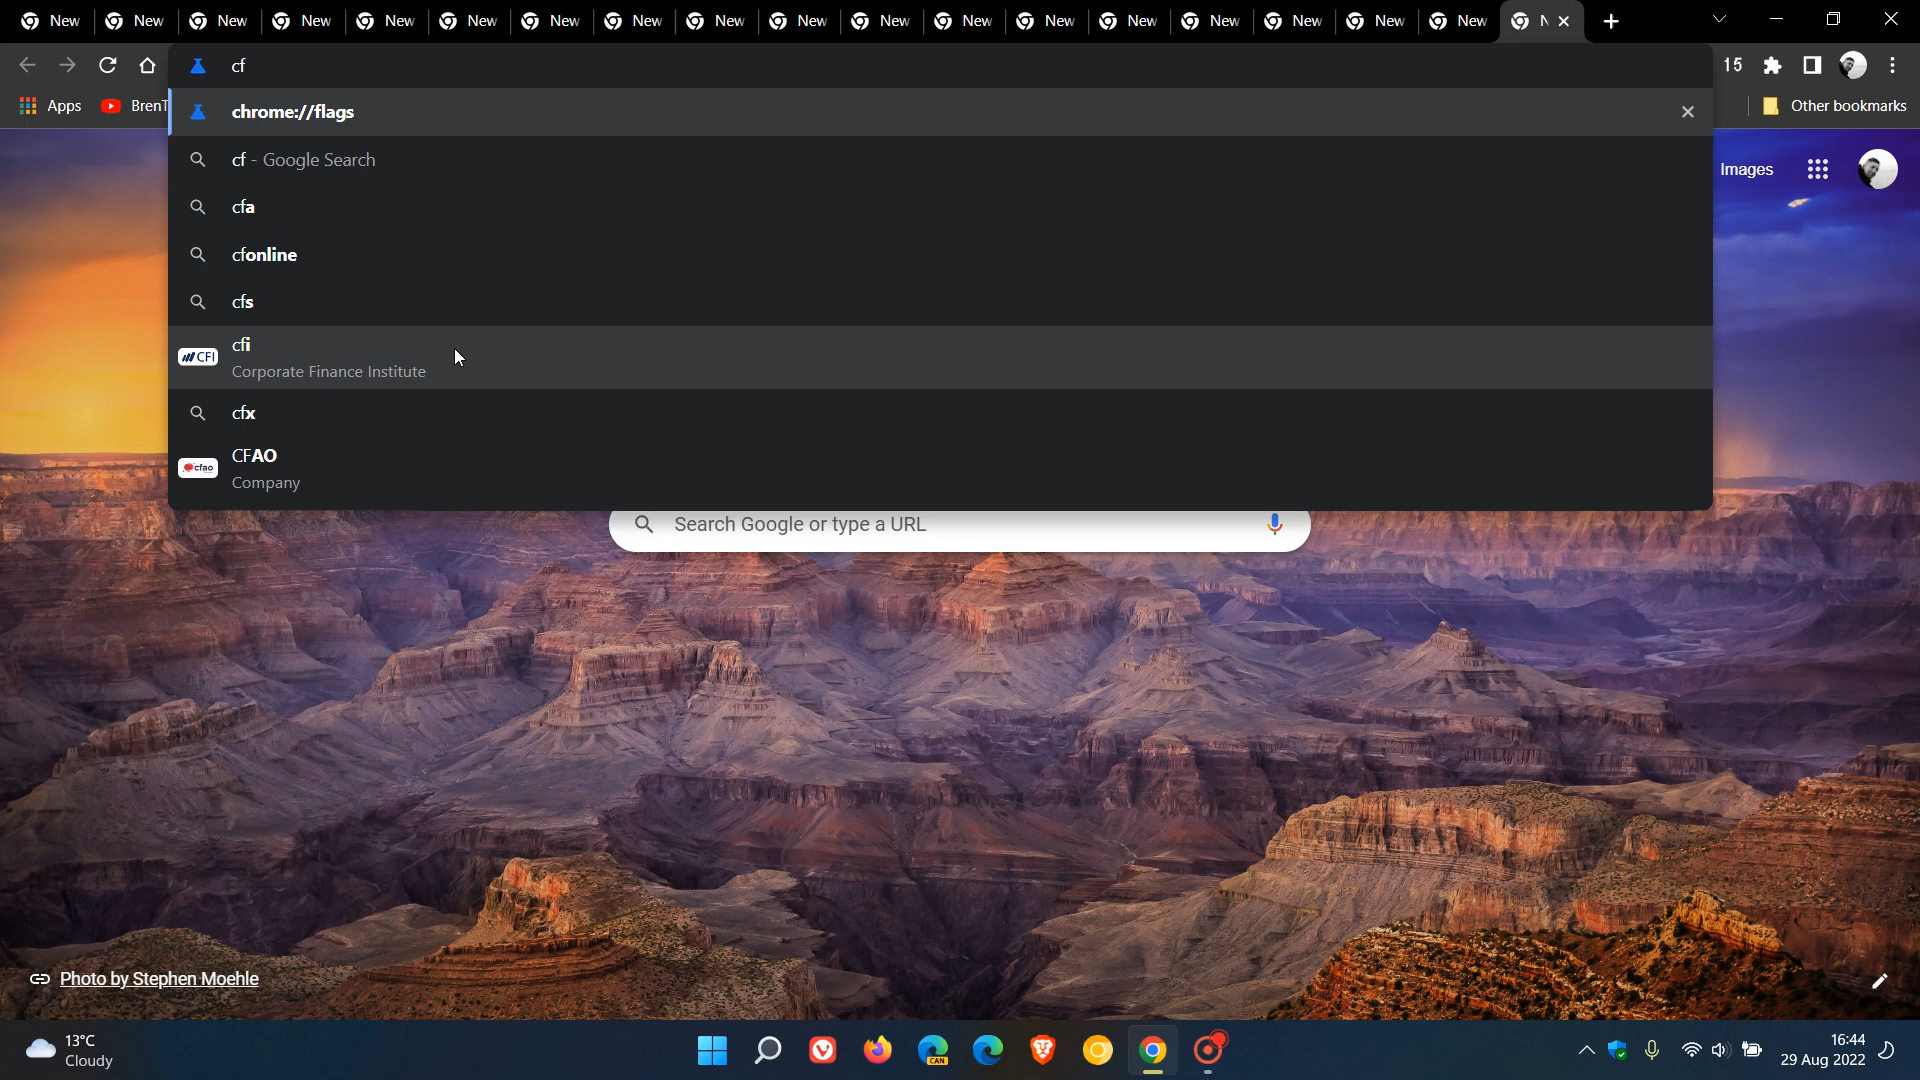 New New New New New New New New New New New New New New New New New New N
cf
15
Apps BrenT
Other bookmarks
chrome://flags
cf - Google Search
Images
cfa
cfonline
cfs
CFI cfi
Corporate Finance Institute
cfx
cfao CFAO
Company
Search Google or type a URL
Photo by Stephen Moehle
13°C
Cloudy
CAN
16:44
29 Aug 2022